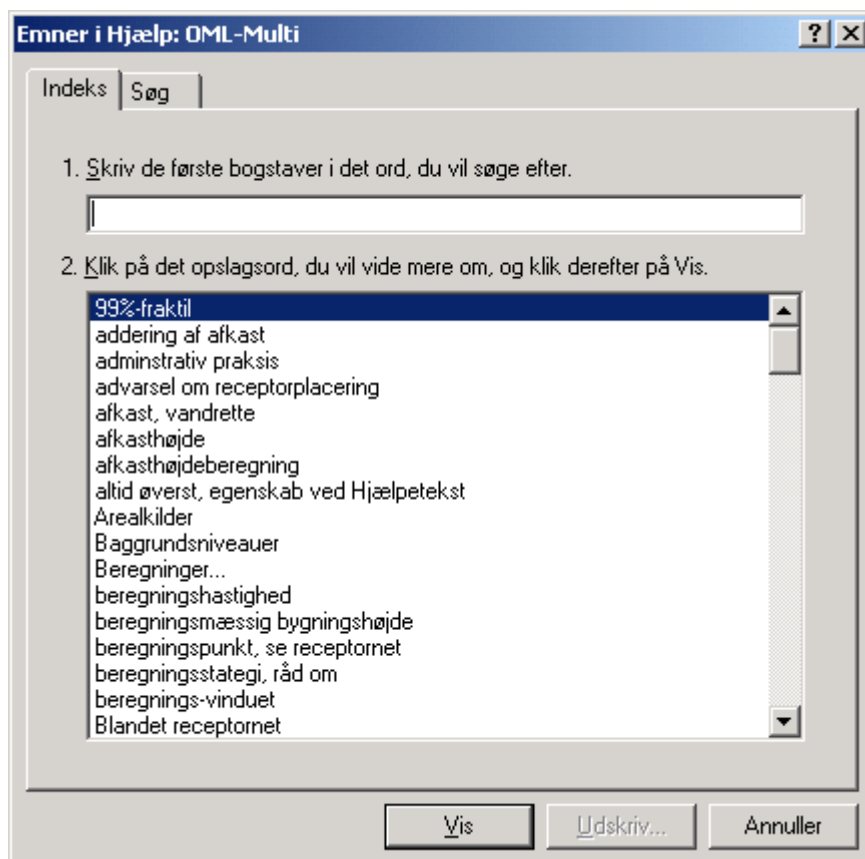 Emner i Hjælp: OML-Multi
Indeks
Søg
1. Skriv de første bogstaver i det ord, du vil søge efter.
2. Klik på det opslagsord, du vil vide mere om, og klik derefter på Vis.
99%-fraktil
addering af afkast
adminstrativ praksis
advarsel om receptorplacering
afkast, vandrette
afkasthøjde
afkasthøjdeberegning
altid øverst, egenskab ved Hjælpetekst
Arealkilder
Baggrundsniveauer
Beregninger...
beregningshastighed
beregningsmæssig bygningshøjde
beregningspunkt, se receptornet
beregningsstategi, råd om
beregnings-vinduet
Blandet receptornet
Vis
Udskriv...
Annuller